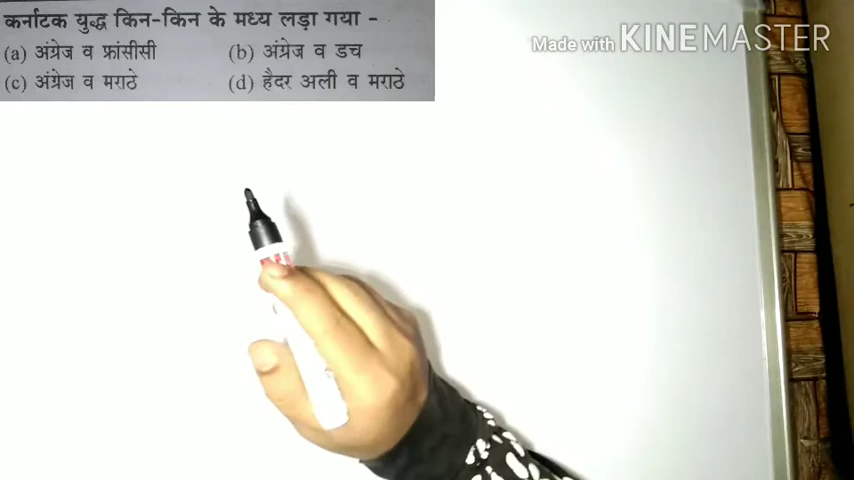 कर्नाटक युद्ध किन-किन के मध्य लड़ा गया -
(a) अंग्रेज व फ्रांसीसी (b) अंग्रेज व डच
(c) अंग्रेज व मराठे (d) हैदर अली व मराठे
Made with KINEMASTER